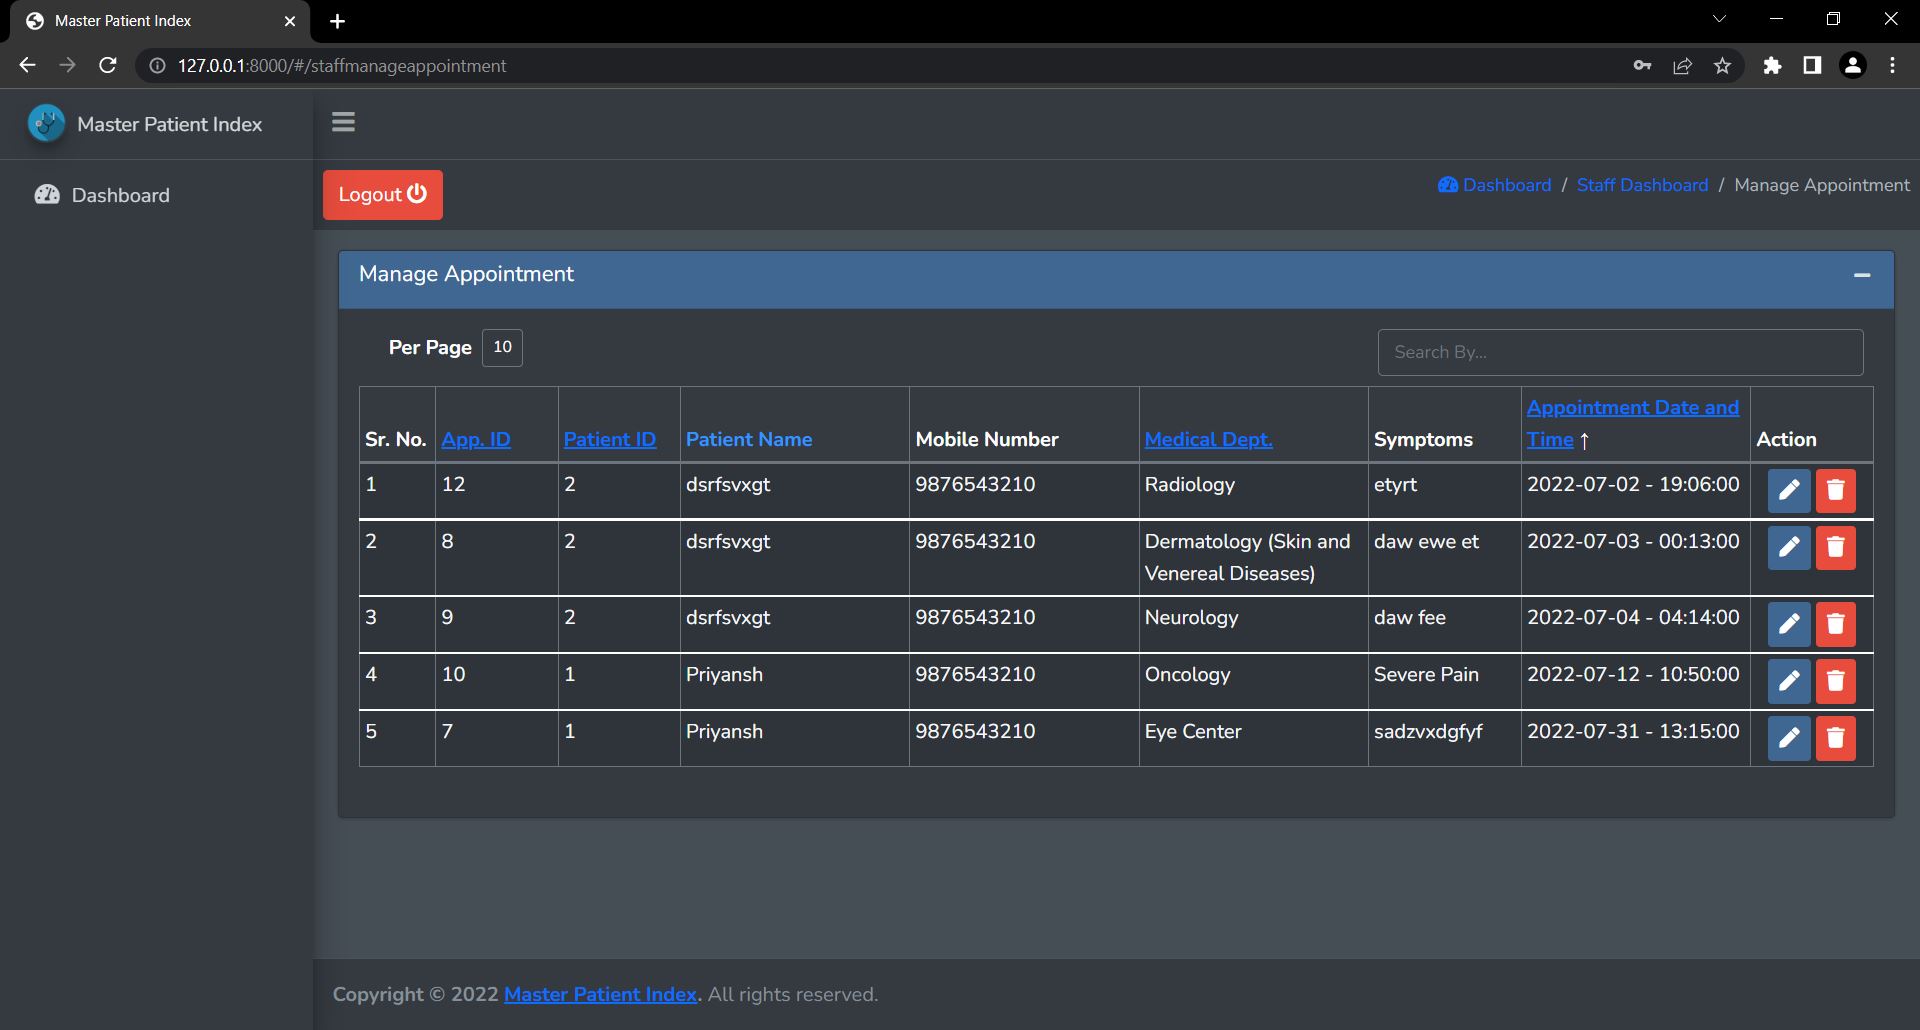 Master Patient Index
127.0.0.1:8000/#/staffmanageappointment
Master Patient Index
Dashboard
Logout
Dashboard / Staff Dashboard / Manage Appointment
Manage Appointment
Per Page 10
Search By...
Sr. No. App. ID Patient ID Patient Name Mobile Number Medical Dept. Symptoms Appointment Date and Time ↑ Action
1 12 2 dsrfsvxgt 9876543210 Radiology etyrt 2022-07-02 - 19:06:00
2 8 2 dsrfsvxgt 9876543210 Dermatology (Skin and Venereal Diseases) daw ewe et 2022-07-03 - 00:13:00
3 9 2 dsrfsvxgt 9876543210 Neurology daw fee 2022-07-04 - 04:14:00
4 10 1 Priyansh 9876543210 Oncology Severe Pain 2022-07-12 - 10:50:00
5 7 1 Priyansh 9876543210 Eye Center sadzvxdgfyf 2022-07-31 - 13:15:00
Copyright © 2022 Master Patient Index. All rights reserved.